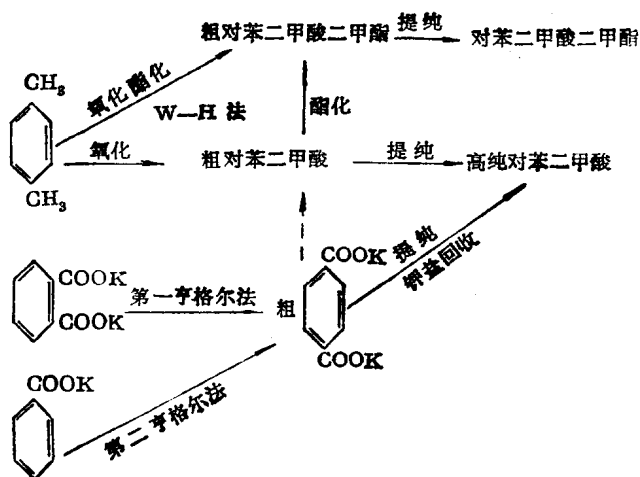 粗对苯二甲酸二甲酯 提纯 对苯二甲酸二甲酯
CH₃
氧化酯化
W—H 法
酯化
氧化 粗对苯二甲酸 提纯 高纯对苯二甲酸
CH₃
COOK
COOK
第一亨格尔法
粗
COOK
COOK
提纯
钾盐回收
COOK
第二亨格尔法